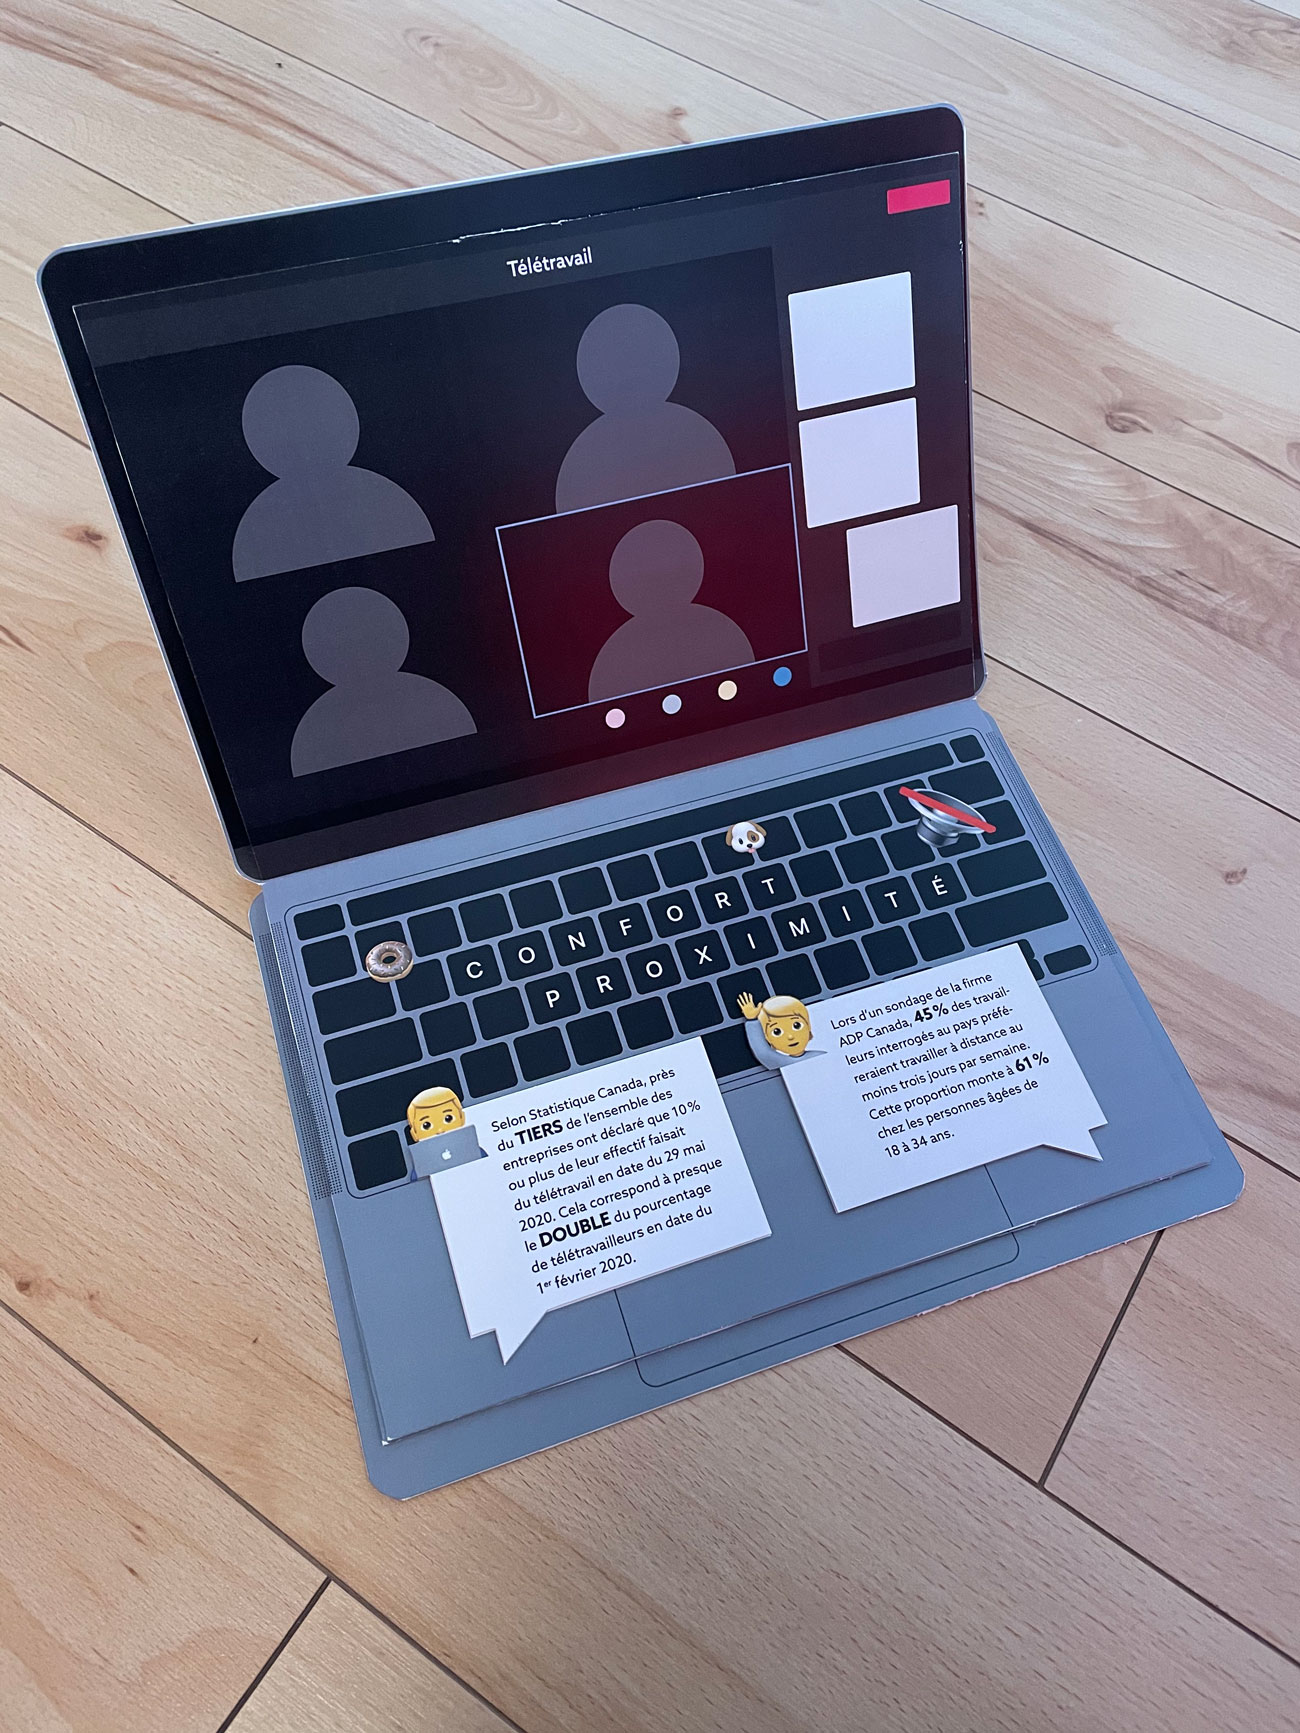 Télétravail
CONFORT
PROXIMITÉ
Lors d'un sondage de la firme
ADP Canada, 45 % des travail-
leurs interrogés au pays préfé-
reraient travailler à distance au
moins trois jours par semaine.
Cette proportion monte à 61 %
chez les personnes âgées de
18 à 34 ans.
Selon Statistique Canada, près
du TIERS de l'ensemble des
entreprises ont déclaré que 10 %
ou plus de leur effectif faisait
du télétravail en date du 29 mai
2020. Cela correspond à presque
le DOUBLE du pourcentage
de télétravailleurs en date du
1er février 2020.